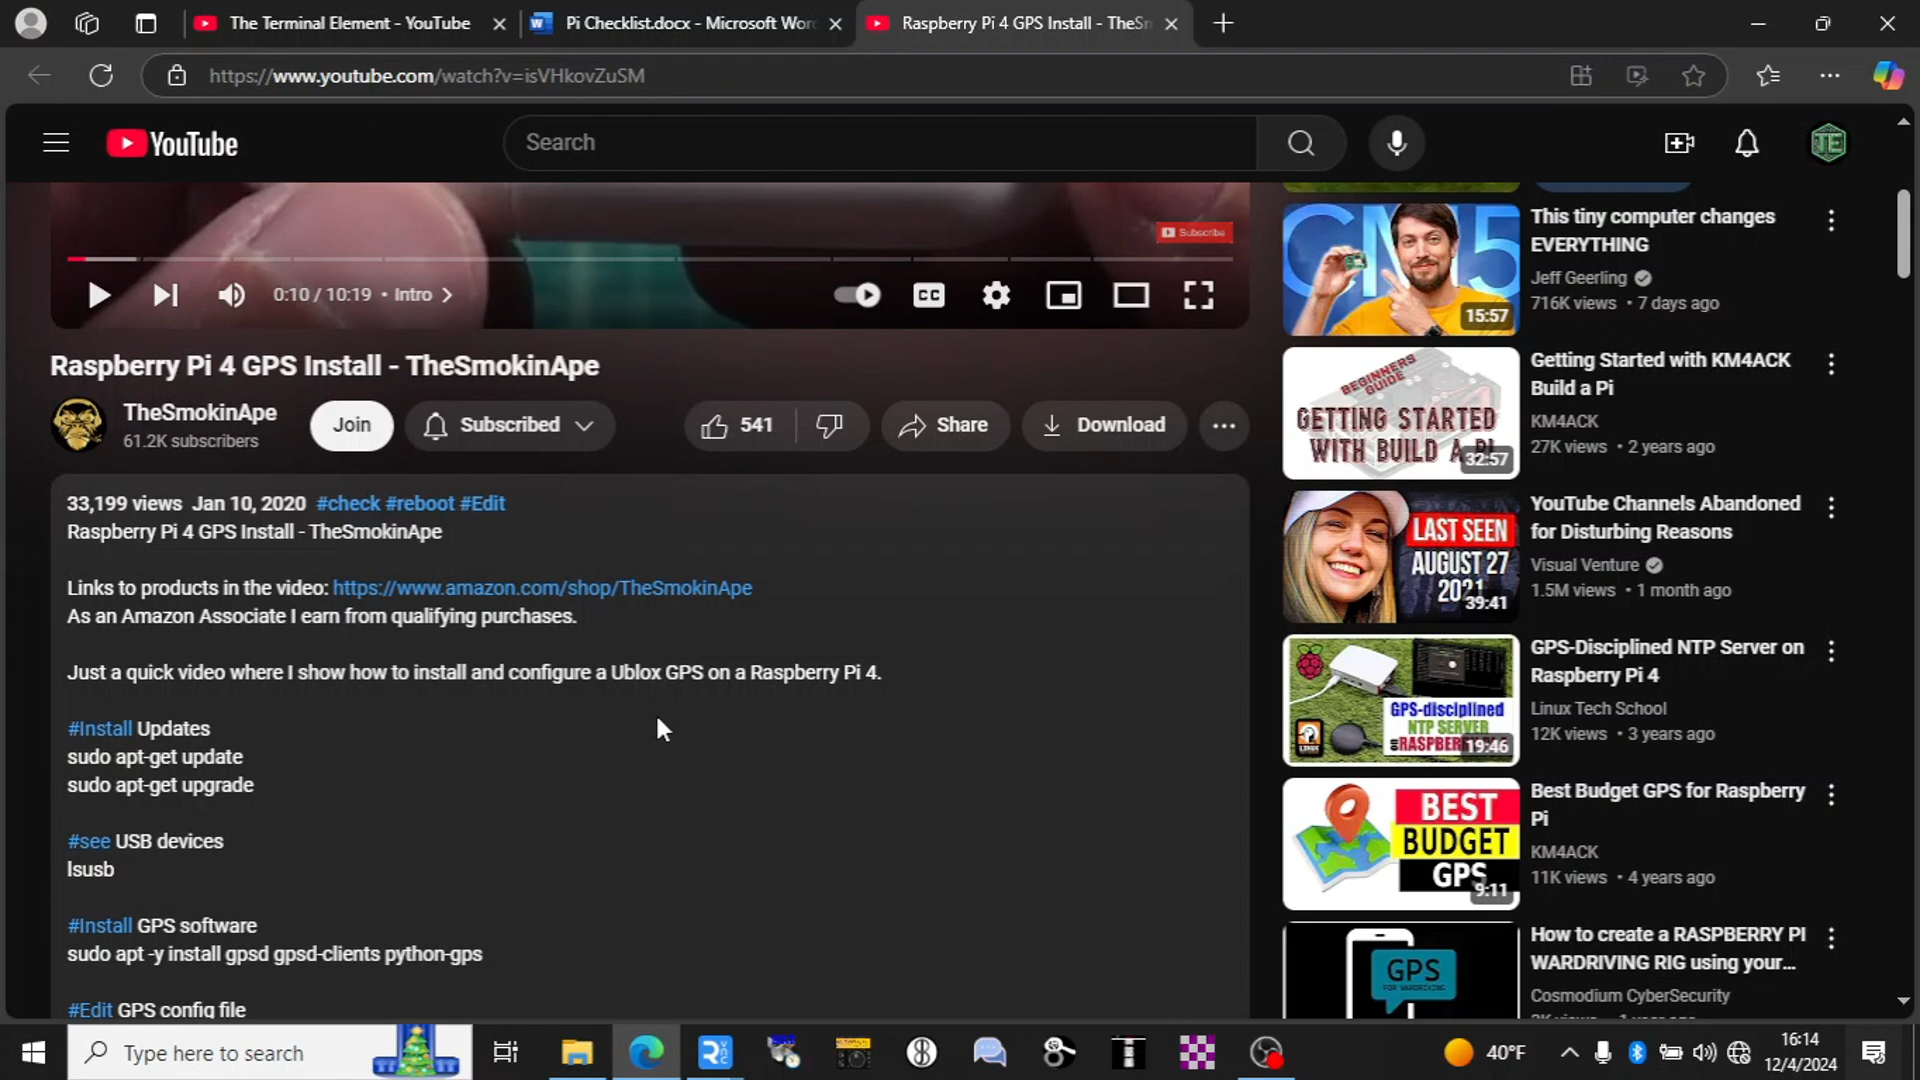 The Terminal Element - YouTube
Pi Checklist.docx - Microsoft Wor
Raspberry Pi 4 GPS Install - TheSm
https://www.youtube.com/watch?v=isVHkovZuSM
YouTube
Search
Subscribe
0:10 / 10:19 • Intro
CC
Raspberry Pi 4 GPS Install - TheSmokinApe
TheSmokinApe
61.2K subscribers
Join
Subscribed
541
Share
Download
33,199 views Jan 10, 2020 #check #reboot #Edit
Raspberry Pi 4 GPS Install - TheSmokinApe
Links to products in the video: https://www.amazon.com/shop/TheSmokinApe
As an Amazon Associate I earn from qualifying purchases.
Just a quick video where I show how to install and configure a Ublox GPS on a Raspberry Pi 4.
#Install Updates
sudo apt-get update
sudo apt-get upgrade
#see USB devices
lsusb
#Install GPS software
sudo apt -y install gpsd gpsd-clients python-gps
#Edit GPS config file
CM5
15:57
This tiny computer changes
EVERYTHING
Jeff Geerling
716K views • 7 days ago
BEGINNERS
GUIDE
GETTING STARTED
WITH BUILD A PI
32:57
Getting Started with KM4ACK
Build a Pi
KM4ACK
27K views • 2 years ago
LAST SEEN
AUGUST 27
2021
39:41
YouTube Channels Abandoned
for Disturbing Reasons
Visual Venture
1.5M views • 1 month ago
GPS-disciplined
NTP SERVER
RASPBER
19:46
GPS-Disciplined NTP Server on
Raspberry Pi 4
Linux Tech School
12K views • 3 years ago
BEST
BUDGET
GPS
9:11
Best Budget GPS for Raspberry
Pi
KM4ACK
11K views • 4 years ago
GPS
FOR WARDRIVING
How to create a RASPBERRY PI
WARDRIVING RIG using your...
Cosmodium CyberSecurity
Type here to search
40°F
16:14
12/4/2024